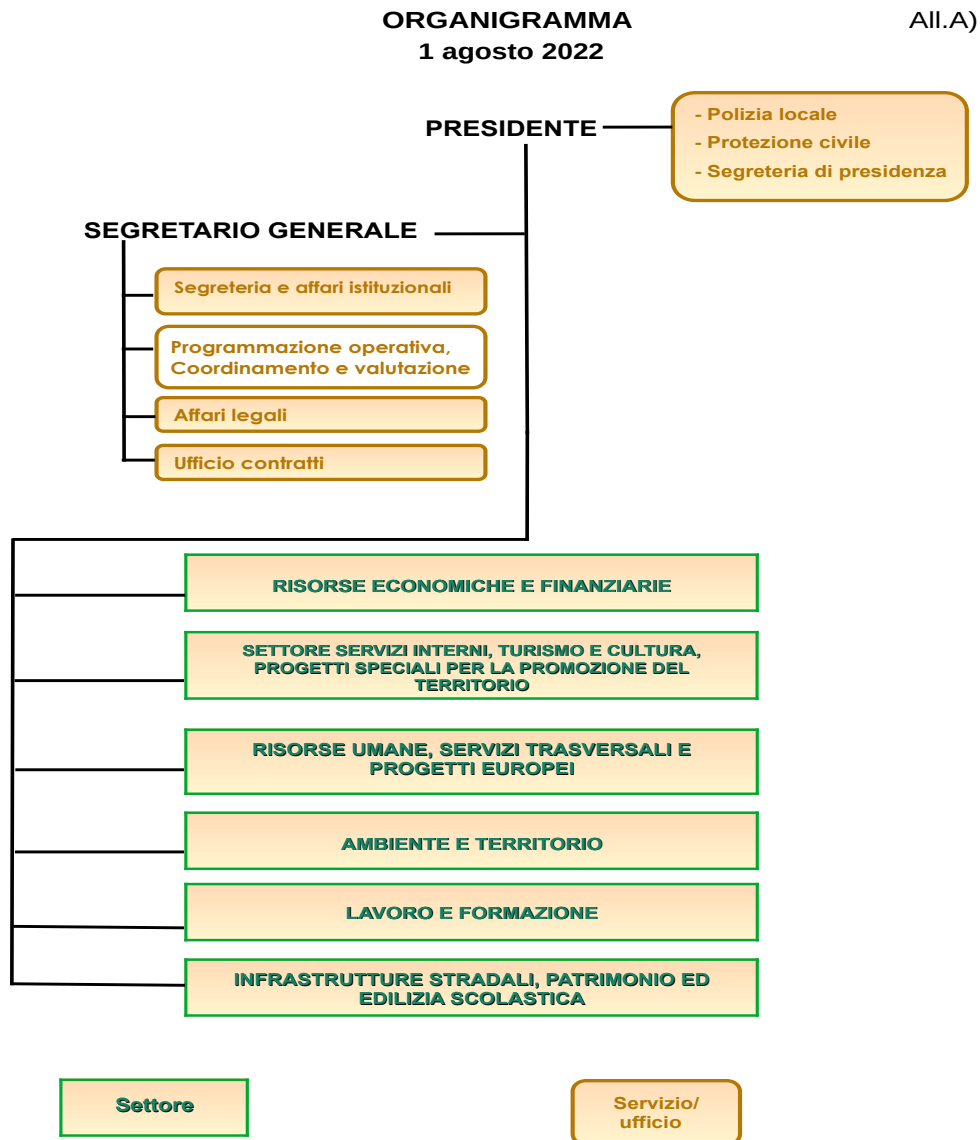 ORGANIGRAMMA
All.A)
1 agosto 2022
PRESIDENTE
- Polizia locale
- Protezione civile
- Segreteria di presidenza
SEGRETARIO GENERALE
Segreteria e affari istituzionali
Programmazione operativa,
Coordinamento e valutazione
Affari legali
Ufficio contratti
RISORSE ECONOMICHE E FINANZIARIE
SETTORE SERVIZI INTERNI, TURISMO E CULTURA,
PROGETTI SPECIALI PER LA PROMOZIONE DEL
TERRITORIO
RISORSE UMANE, SERVIZI TRASVERSALI E
PROGETTI EUROPEI
AMBIENTE E TERRITORIO
LAVORO E FORMAZIONE
INFRASTRUTTURE STRADALI, PATRIMONIO ED
EDILIZIA SCOLASTICA
Settore
Servizio/
ufficio